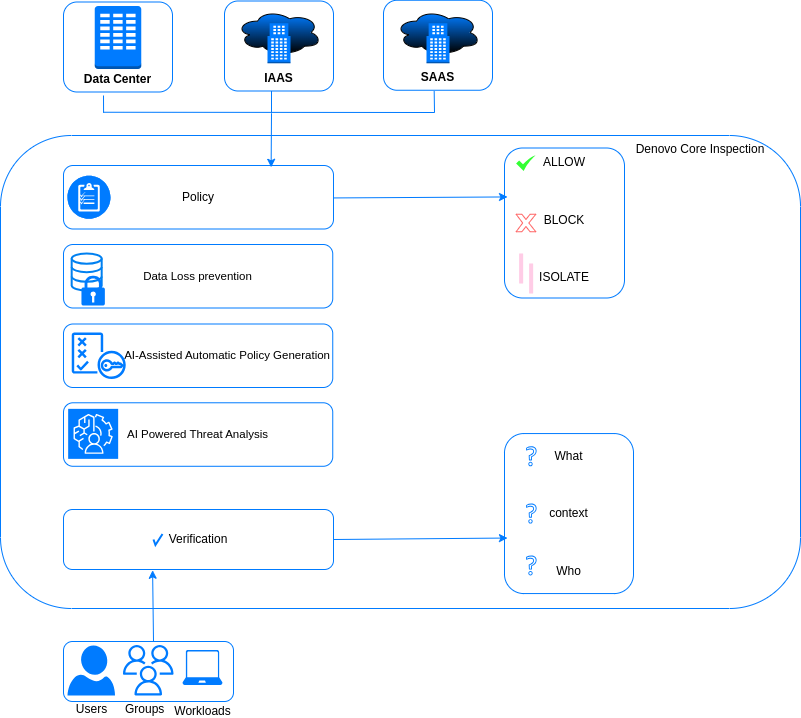 Data Center
IAAS
SAAS
Denovo Core Inspection
Policy
ALLOW
BLOCK
ISOLATE
Data Loss prevention
AI-Assisted Automatic Policy Generation
AI Powered Threat Analysis
Verification
What
context
Who
Users
Groups
Workloads